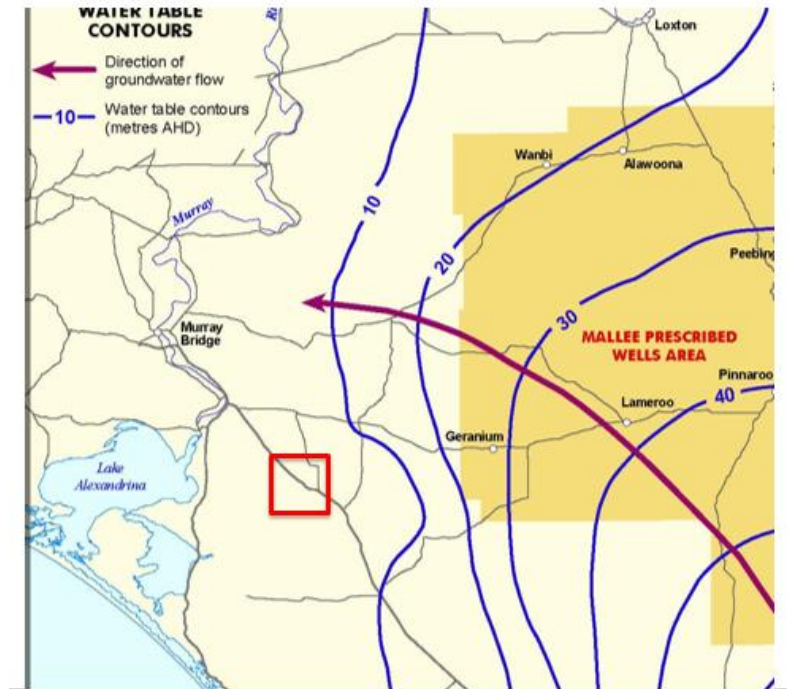 WATER TABLE
CONTOURS
Direction of
groundwater flow
10
Water table contours
(metres AHD)
Ri
Loxton
Wanbi
Alawoona
Murray
10
20
Peebing
30
Murray
Bridge
MALLEE PRESCRIBED
WELLS AREA
Pinnaroo
40
Lameroo
Geranium
Lake
Alexandrina